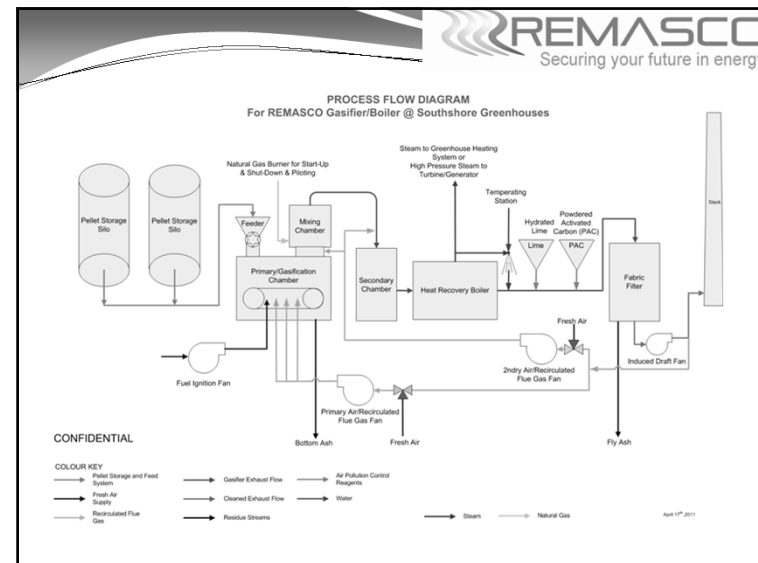 REMASCO
Securing your future in energy
PROCESS FLOW DIAGRAM
For REMASCO Gasifier/Boiler @ Southshore Greenhouses
Steam to Greenhouse Heating
System or
High Pressure Steam to
Turbine/Generator
Natural Gas Burner for Start-Up
& Shut-Down & Piloting
Temperating
Station
Hydrated
Lime
Powdered
Activated
Carbon (PAC)
Stack
Pellet Storage
Silo
Pellet Storage
Silo
Feeder
Mixing
Chamber
Lime
PAC
Primary/Gasification
Chamber
Secondary
Chamber
Heat Recovery Boiler
Fabric
Filter
Fresh Air
Induced Draft Fan
Fuel Ignition Fan
2ndry Air/Recirculated
Flue Gas Fan
Primary Air/Recirculated
Flue Gas Fan
CONFIDENTIAL
Bottom Ash
Fresh Air
Fly Ash
COLOUR KEY
Pellet Storage and Feed
System
Gasifier Exhaust Flow
Air Pollution Control
Reagents
Fresh Air
Supply
Cleaned Exhaust Flow
Water
Recirculated Flue
Gas
Residue Streams
Steam
Natural Gas
April 17th, 2011